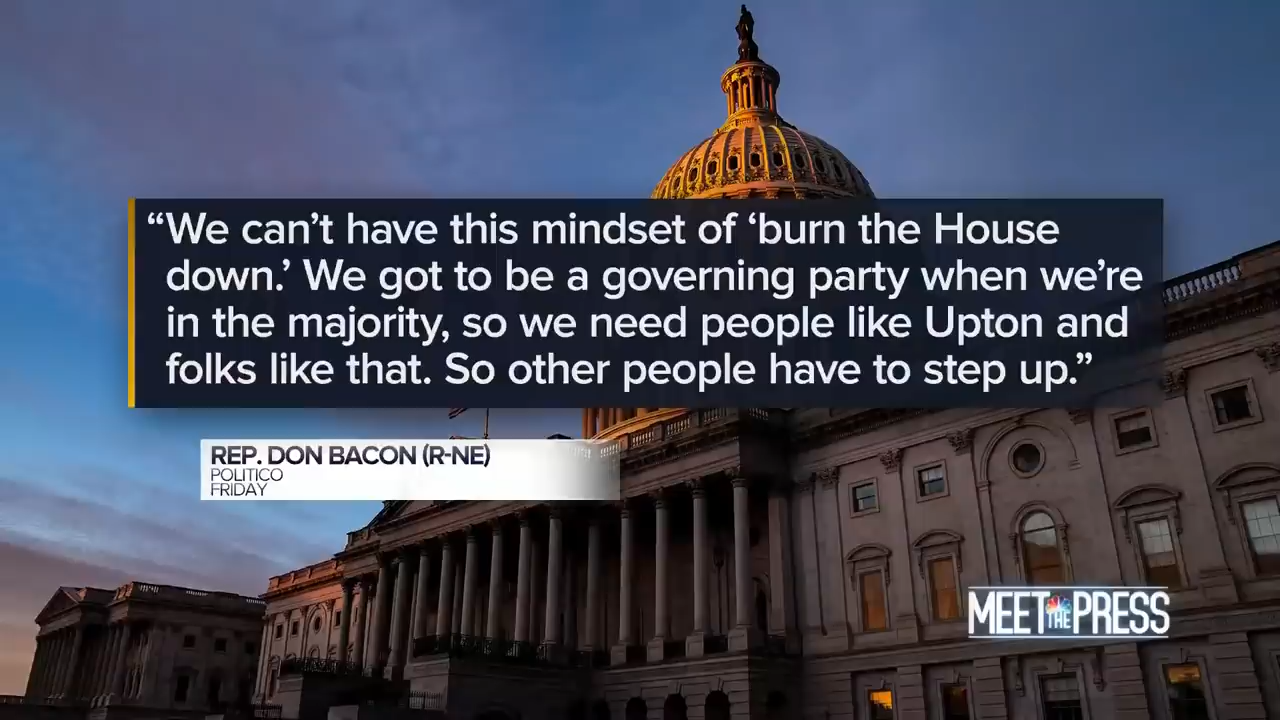 “We can’t have this mindset of ‘burn the House
down.’ We got to be a governing party when we’re
in the majority, so we need people like Upton and
folks like that. So other people have to step up.”
REP. DON BACON (R-NE)
POLITICO
FRIDAY
MEET THE PRESS